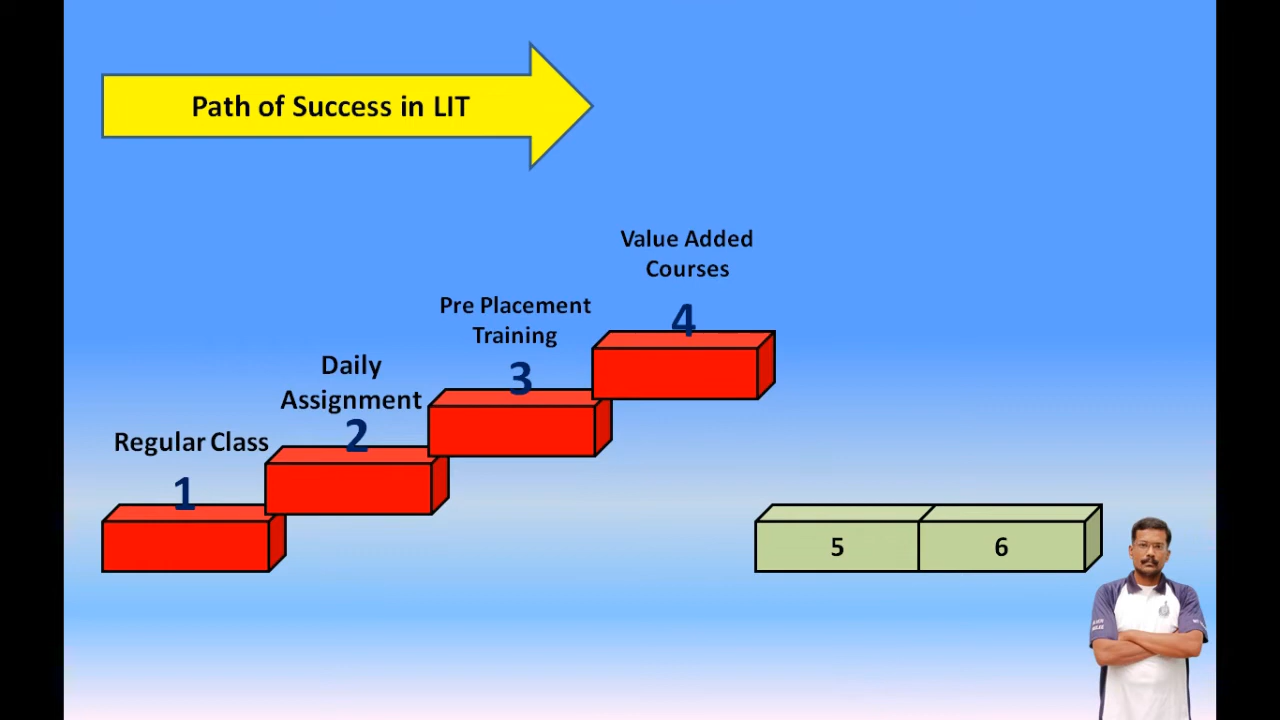 Path of Success in LIT
Value Added
Courses
4
Pre Placement
Training
3
Daily
Assignment
2
Regular Class
1
5
6